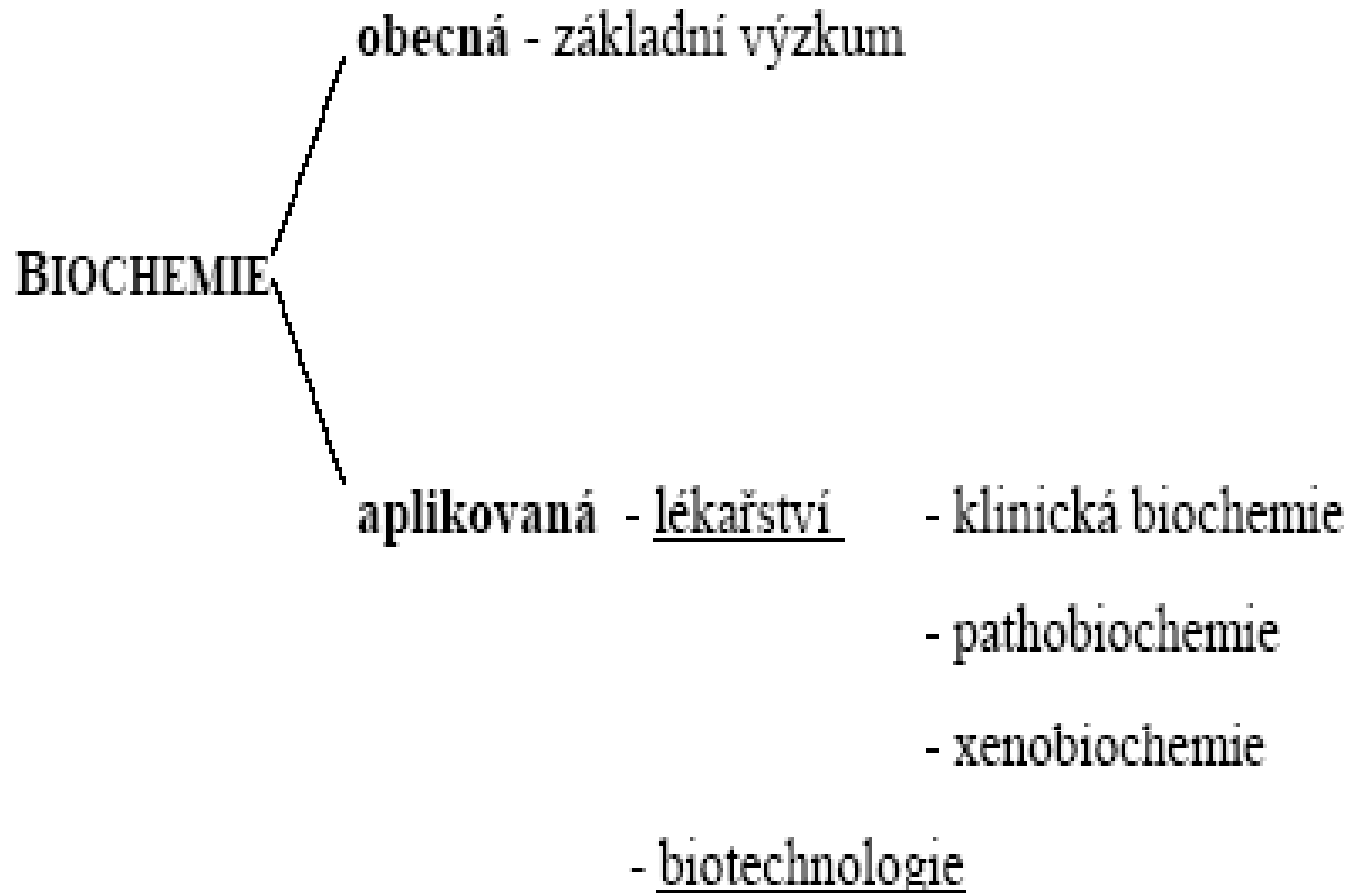 obecná - základní výzkum
BIOCHEMIE
aplikovaná - lékařství - klinická biochemie
- pathobiochemie
- xenobiochemie
- biotechnologie